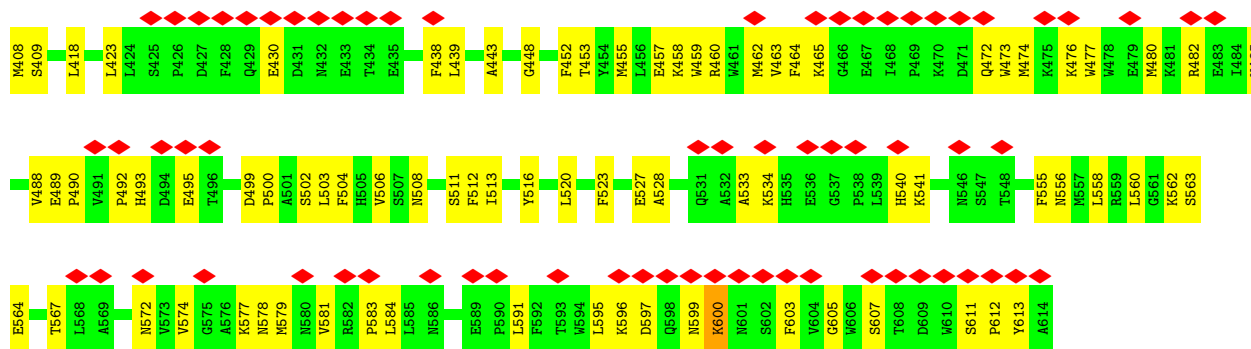 M408 S409 L418 L423 L424 S425 P426 D427 F428 Q429 E430 D431 N432 E433 T434 E435 F438 L439 A443 G448 F452 T453 Y454 M455 L456 E457 K458 W459 R460 W461 M462 V463 F464 K465 G466 E467 I468 P469 K470 D471 Q472 W473 M474 K475 K476 W477 W478 E479 M480 K481 R482 E483 I484
V488 E489 P490 V491 P492 H493 D494 E495 T496 D499 P500 A501 S502 L503 F504 H505 V506 S507 N508 S511 F512 I513 Y516 L520 F523 E527 A528 Q531 A532 A533 K534 H535 E536 G537 P538 L539 H540 K541 N546 S547 T548 F555 N556 M557 L558 R559 L560 G561 K562 S563
E564 T567 L568 A569 N572 V573 V574 G575 A576 K577 N578 M579 N580 V581 R582 P583 L584 L585 N586 E589 P590 L591 F592 T593 W594 L595 K596 D597 Q598 N599 K600 N601 S602 F603 V604 G605 W606 S607 T608 D609 W610 S611 P612 Y613 A614